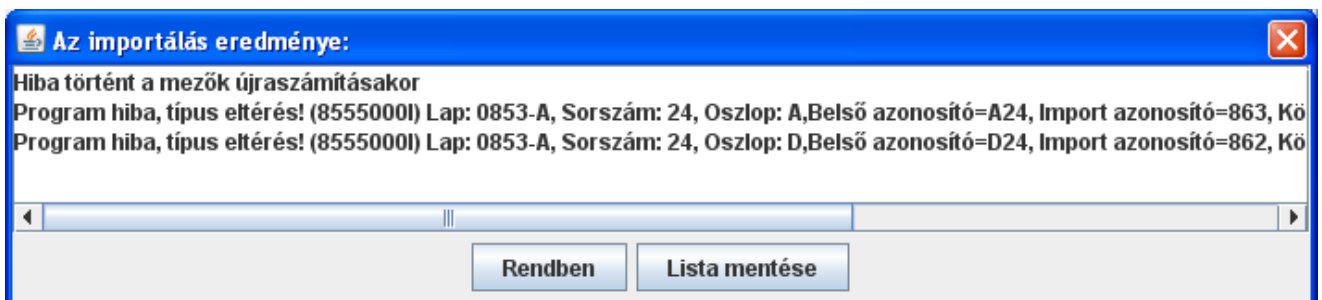 Az importálás eredménye:
Hiba történt a mezők újraszámításakor
Program hiba, típus eltérés! (8555000I) Lap: 0853-A, Sorszám: 24, Oszlop: A,Belső azonosító=A24, Import azonosító=863, Kö
Program hiba, típus eltérés! (8555000I) Lap: 0853-A, Sorszám: 24, Oszlop: D,Belső azonosító=D24, Import azonosító=862, Kö
Rendben
Lista mentése